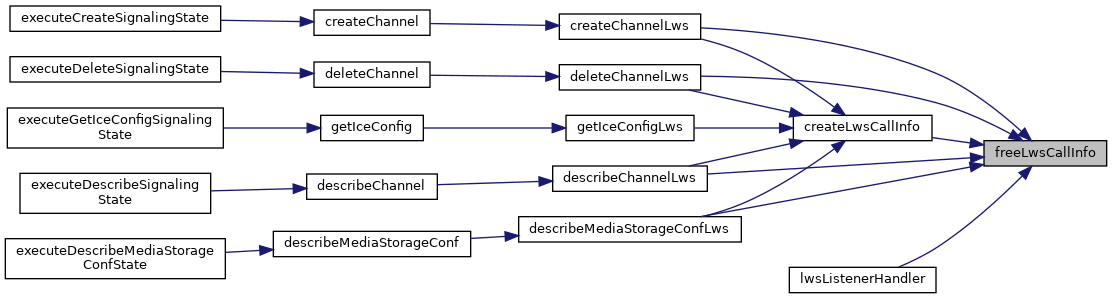 executeCreateSignalingState
createChannel
createChannelLws
executeDeleteSignalingState
deleteChannel
deleteChannelLws
executeGetIceConfigSignaling
State
getIceConfig
getIceConfigLws
createLwsCallInfo
freeLwsCallInfo
executeDescribeSignaling
State
describeChannel
describeChannelLws
executeDescribeMediaStorage
ConfState
describeMediaStorageConf
describeMediaStorageConfLws
lwsListenerHandler